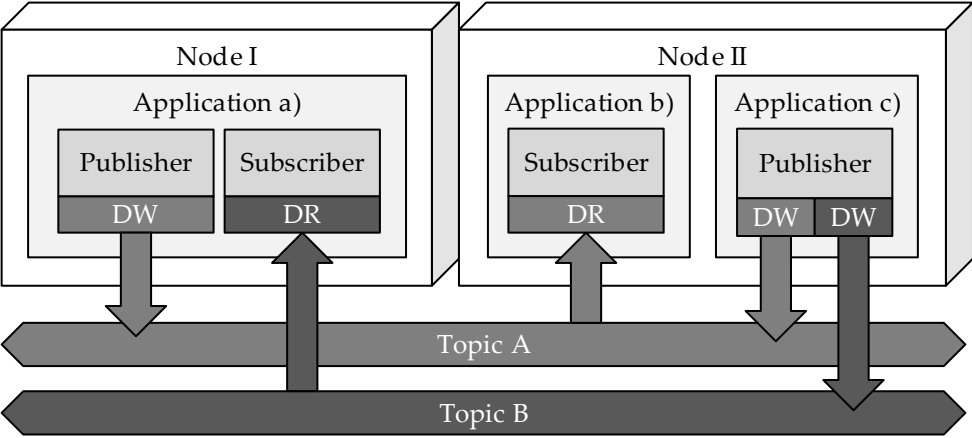 Node I
Node II
Application a)
Application b)
Application c)
Publisher
Subscriber
Subscriber
Publisher
DW
DR
DR
DW
DW
Topic A
Topic B